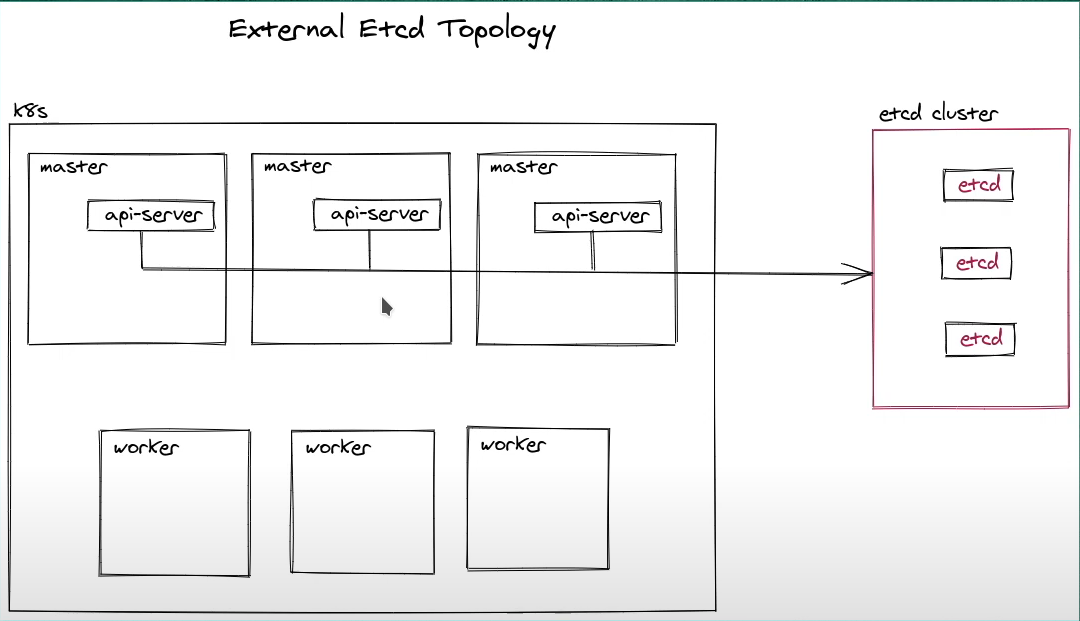 External Etcd Topology
k8s
etcd cluster
master
master
master
api-server
api-server
api-server
etcd
etcd
etcd
worker
worker
worker